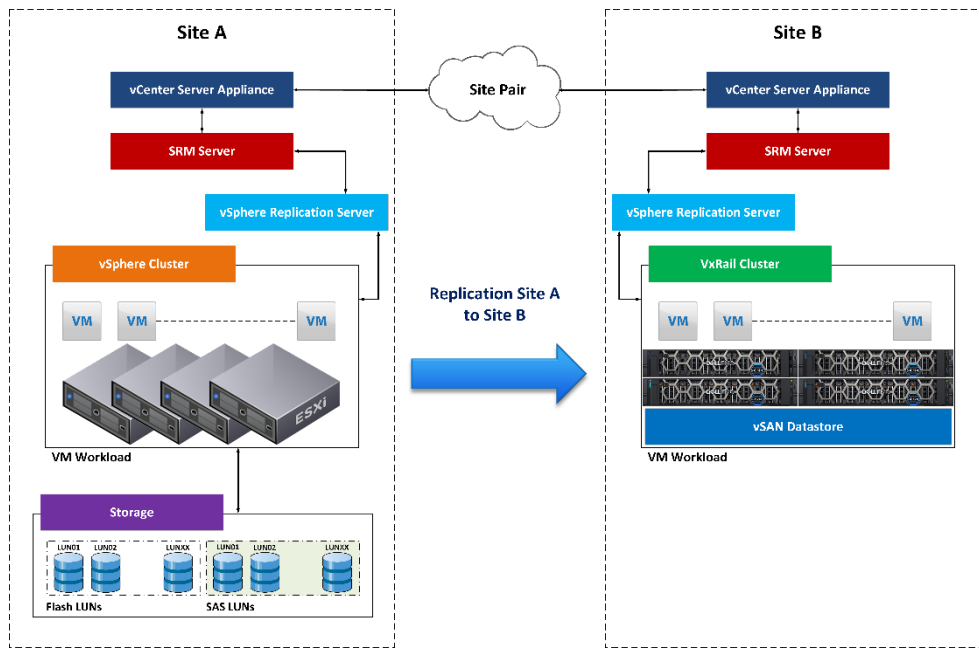 Site A
Site B
vCenter Server Appliance
Site Pair
vCenter Server Appliance
SRM Server
SRM Server
vSphere Replication Server
vSphere Replication Server
vSphere Cluster
VxRail Cluster
VM VM VM
Replication Site A
to Site B
VM VM VM
ESXi
vSAN Datastore
VM Workload
VM Workload
Storage
LUN01 LUN02 LUNXX LUN01 LUN02 LUNXX
Flash LUNs SAS LUNs